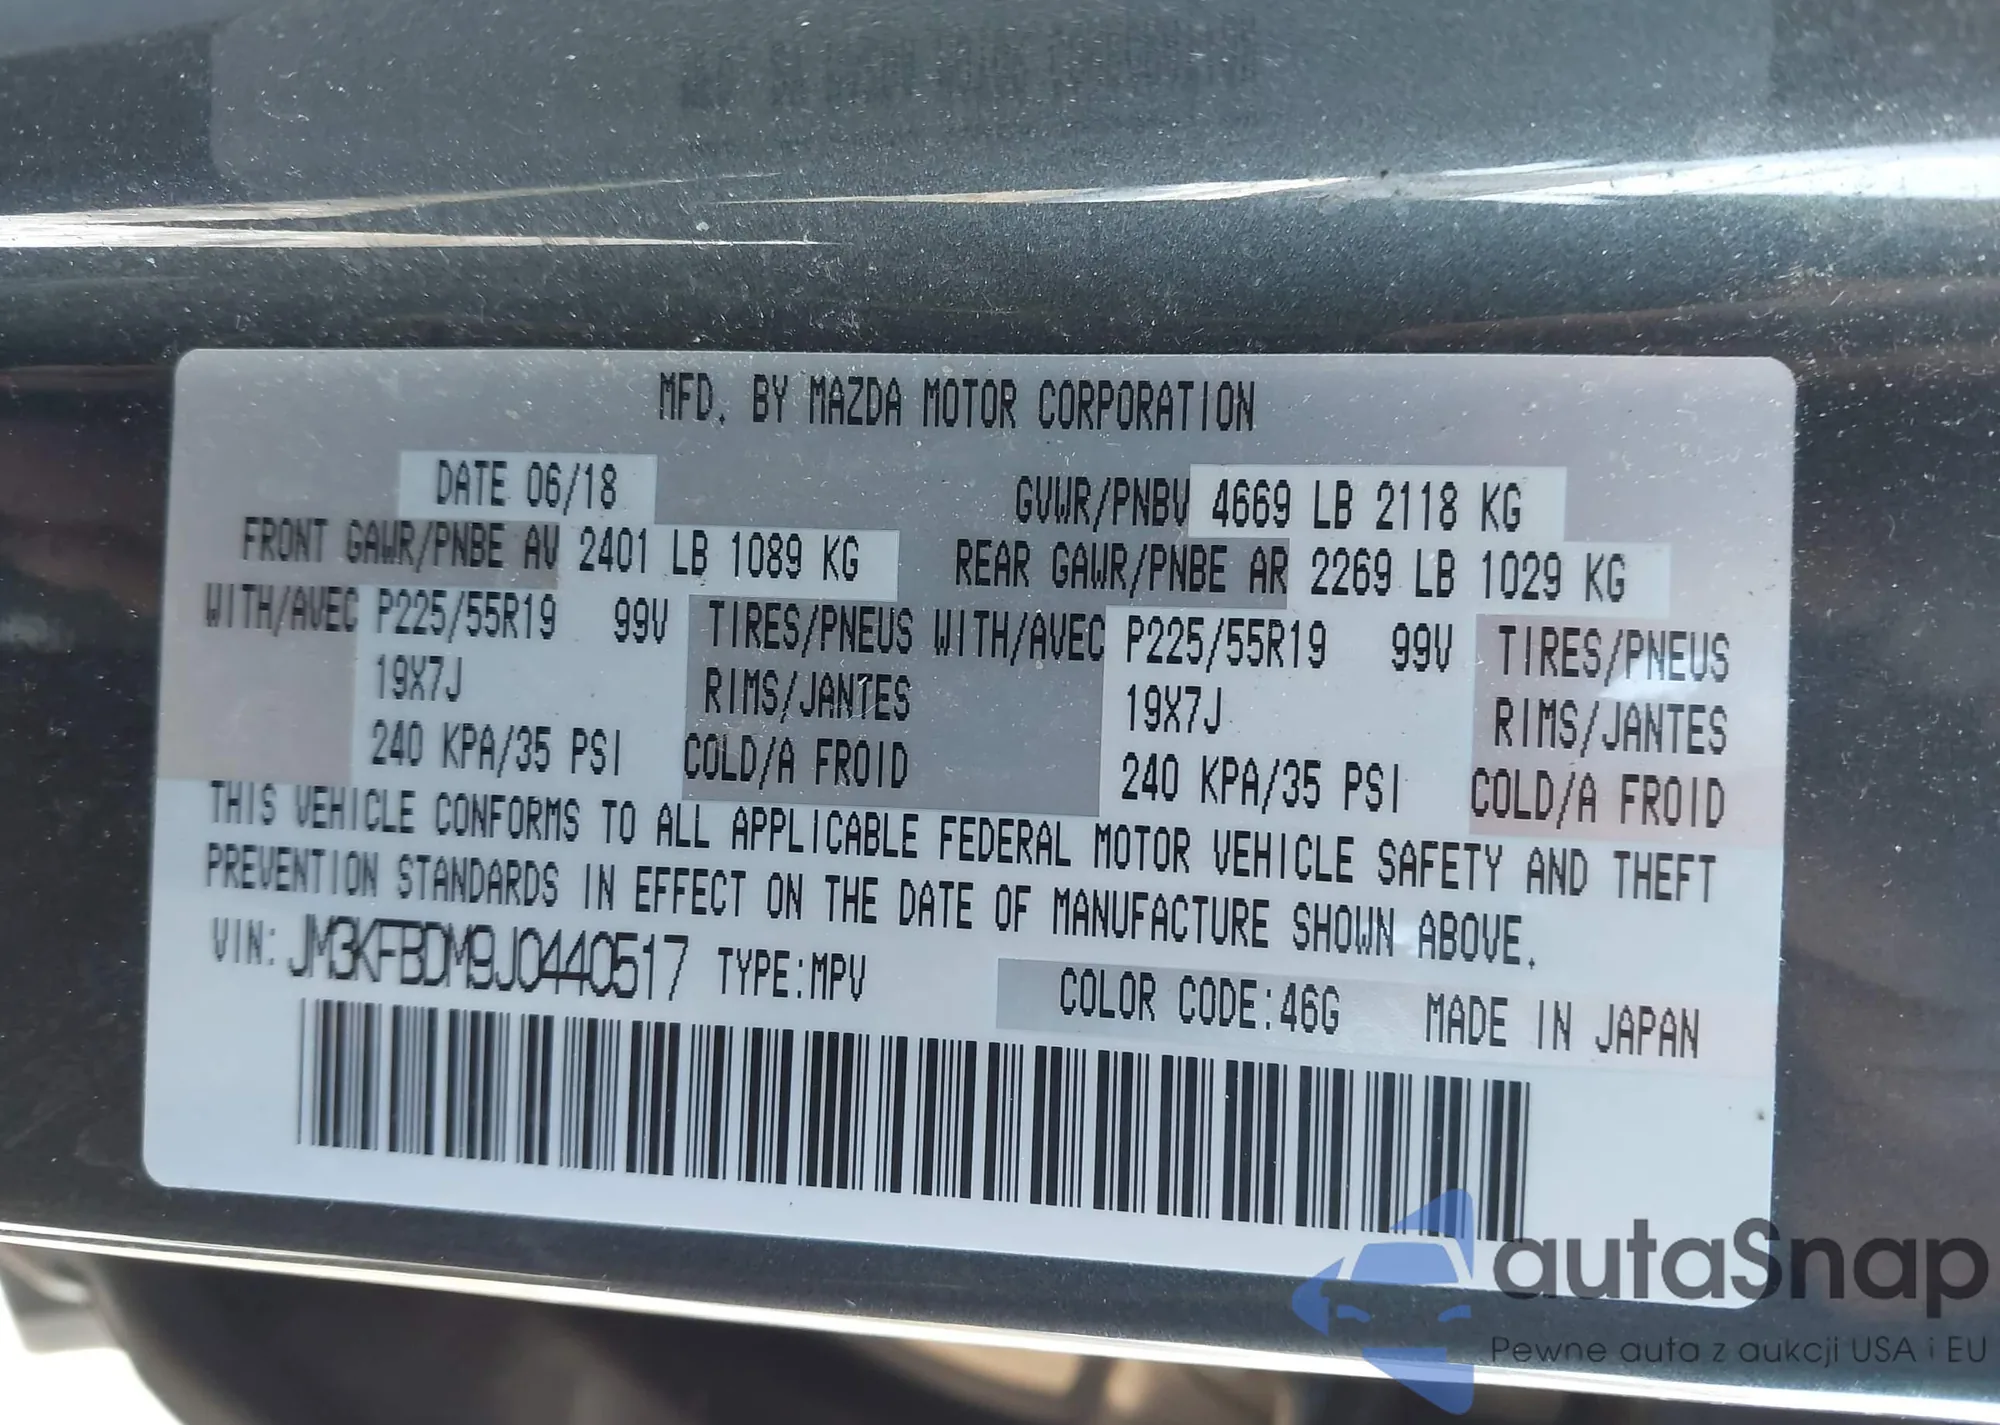 MFD. BY MAZDA MOTOR CORPORATION
DATE 06/18 GVWR/PNBV 4669 LB 2118 KG
FRONT GAWR/PNBE AV 2401 LB 1089 KG REAR GAWR/PNBE AR 2269 LB 1029 KG
WITH/AVEC P225/55R19 99V TIRES/PNEUS WITH/AVEC P225/55R19 99V TIRES/PNEUS
19X7J RIMS/JANTES 19X7J RIMS/JANTES
240 KPA/35 PSI COLD/A FROID 240 KPA/35 PSI COLD/A FROID
THIS VEHICLE CONFORMS TO ALL APPLICABLE FEDERAL MOTOR VEHICLE SAFETY AND THEFT
PREVENTION STANDARDS IN EFFECT ON THE DATE OF MANUFACTURE SHOWN ABOVE.
VIN: JM3KFBDM9J0440517 TYPE:MPV COLOR CODE:46G MADE IN JAPAN
autaSnap
Pewne auta z aukcji USA i EU